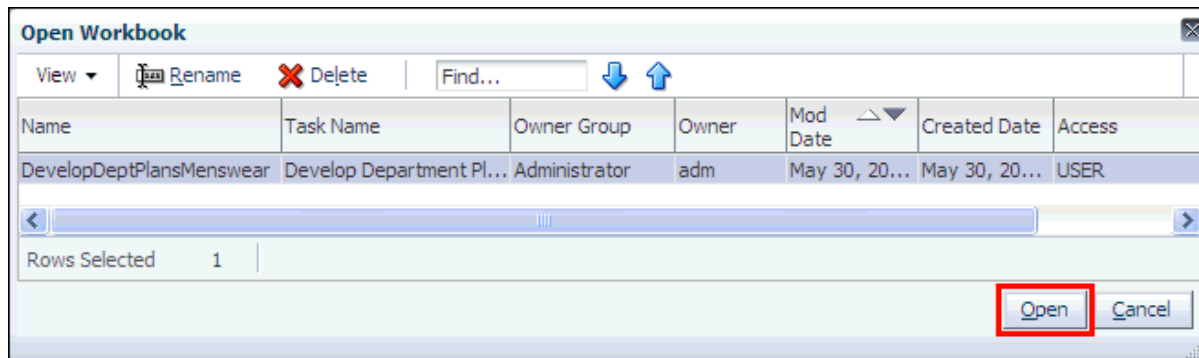 Open Workbook
View Rename Delete Find...
Name Task Name Owner Group Owner Mod Date Created Date Access
DevelopDeptPlansMenswear Develop Department Pl... Administrator adm May 30, 20... May 30, 20... USER
Rows Selected 1
Open Cancel